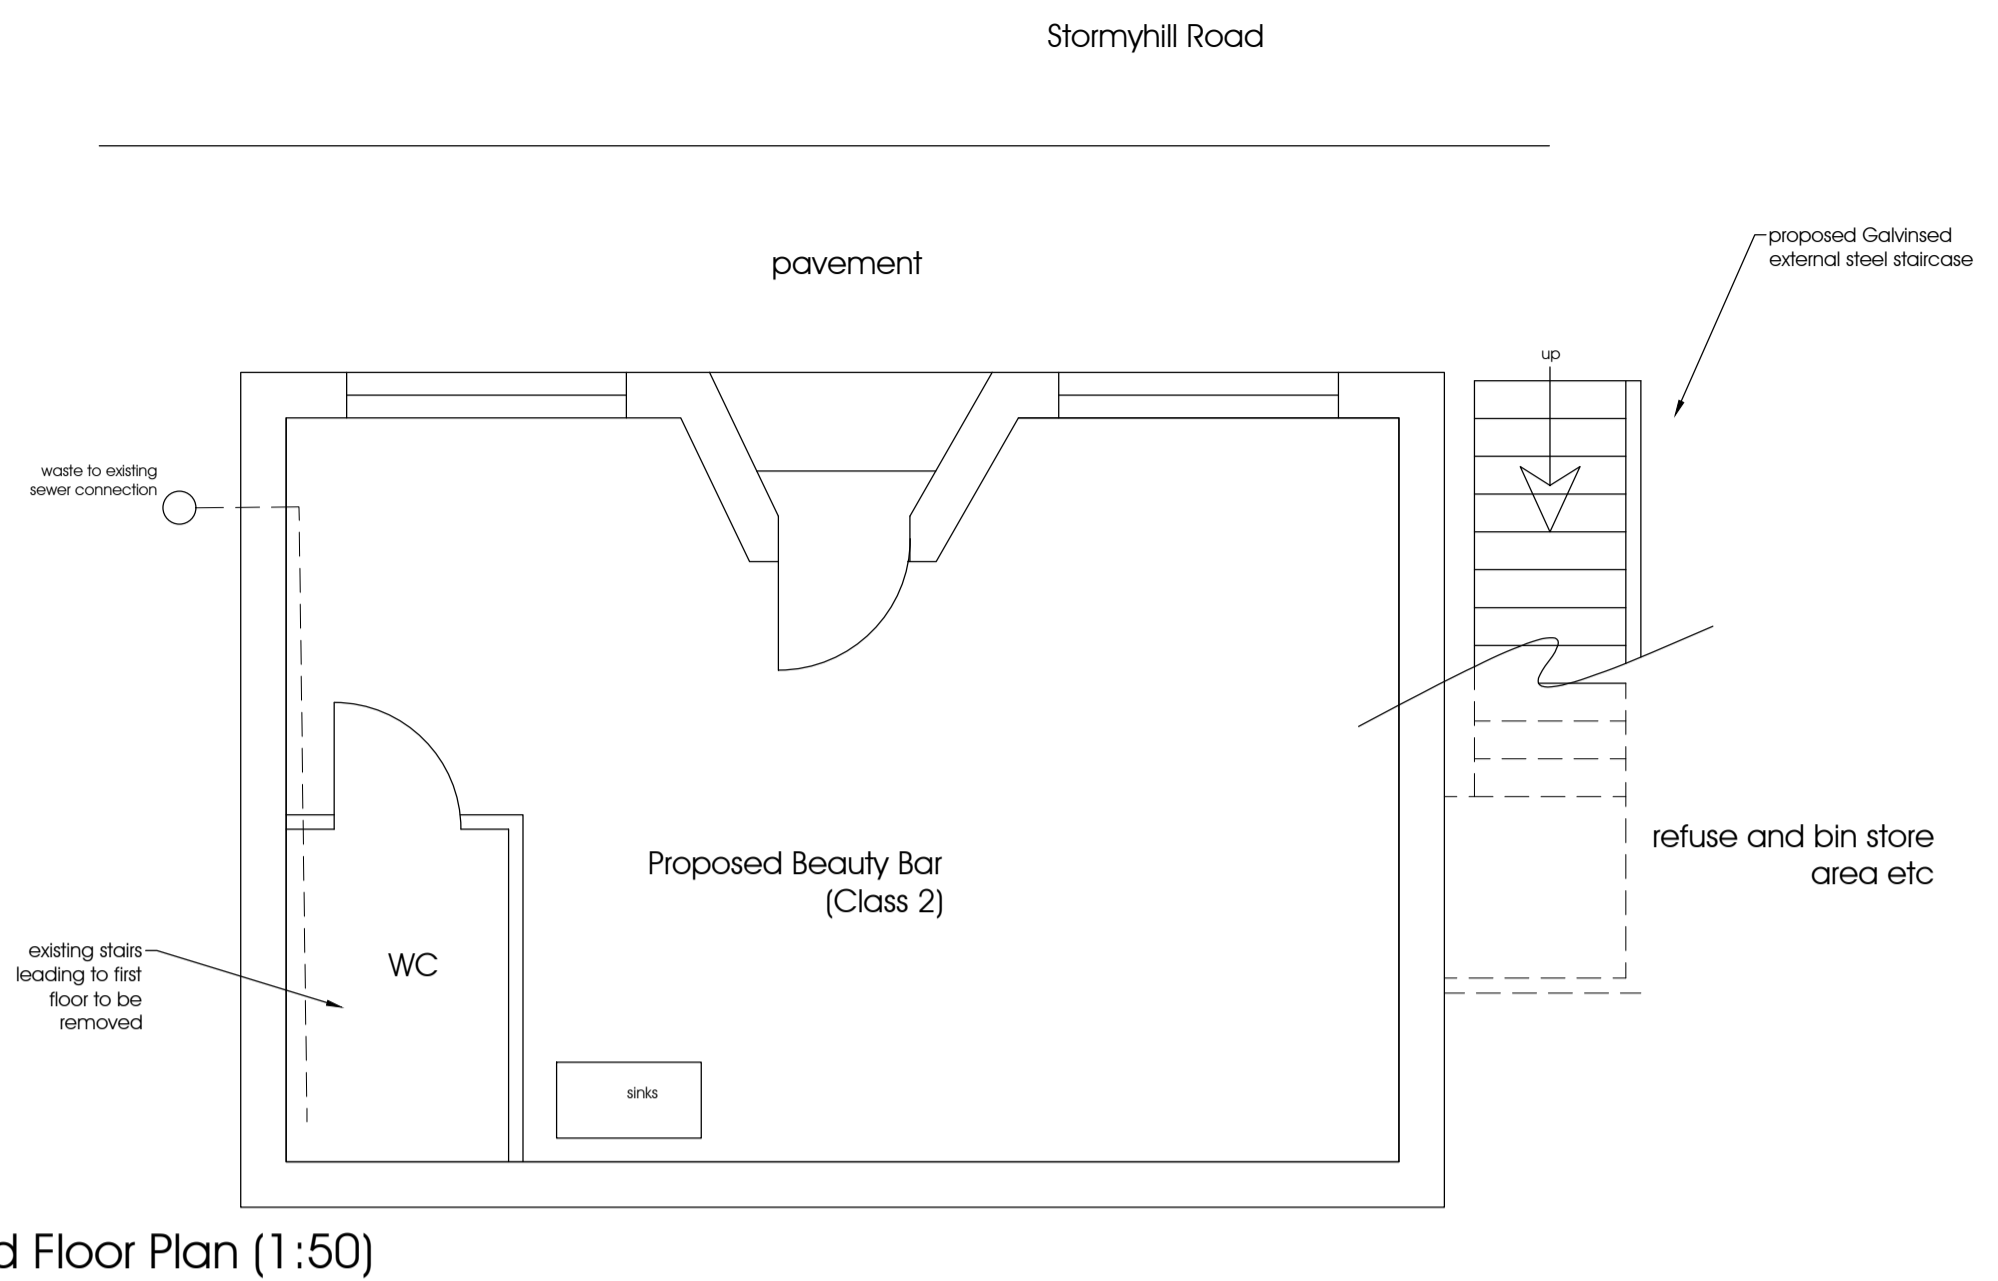 Stormyhill Road
proposed Galvinsed
external steel staircase
pavement
up
waste to existing
sewer connection
refuse and bin store
area etc
Proposed Beauty Bar
(Class 2)
existing stairs
leading to first
floor to be
removed
WC
sinks
d Floor Plan (1:50)